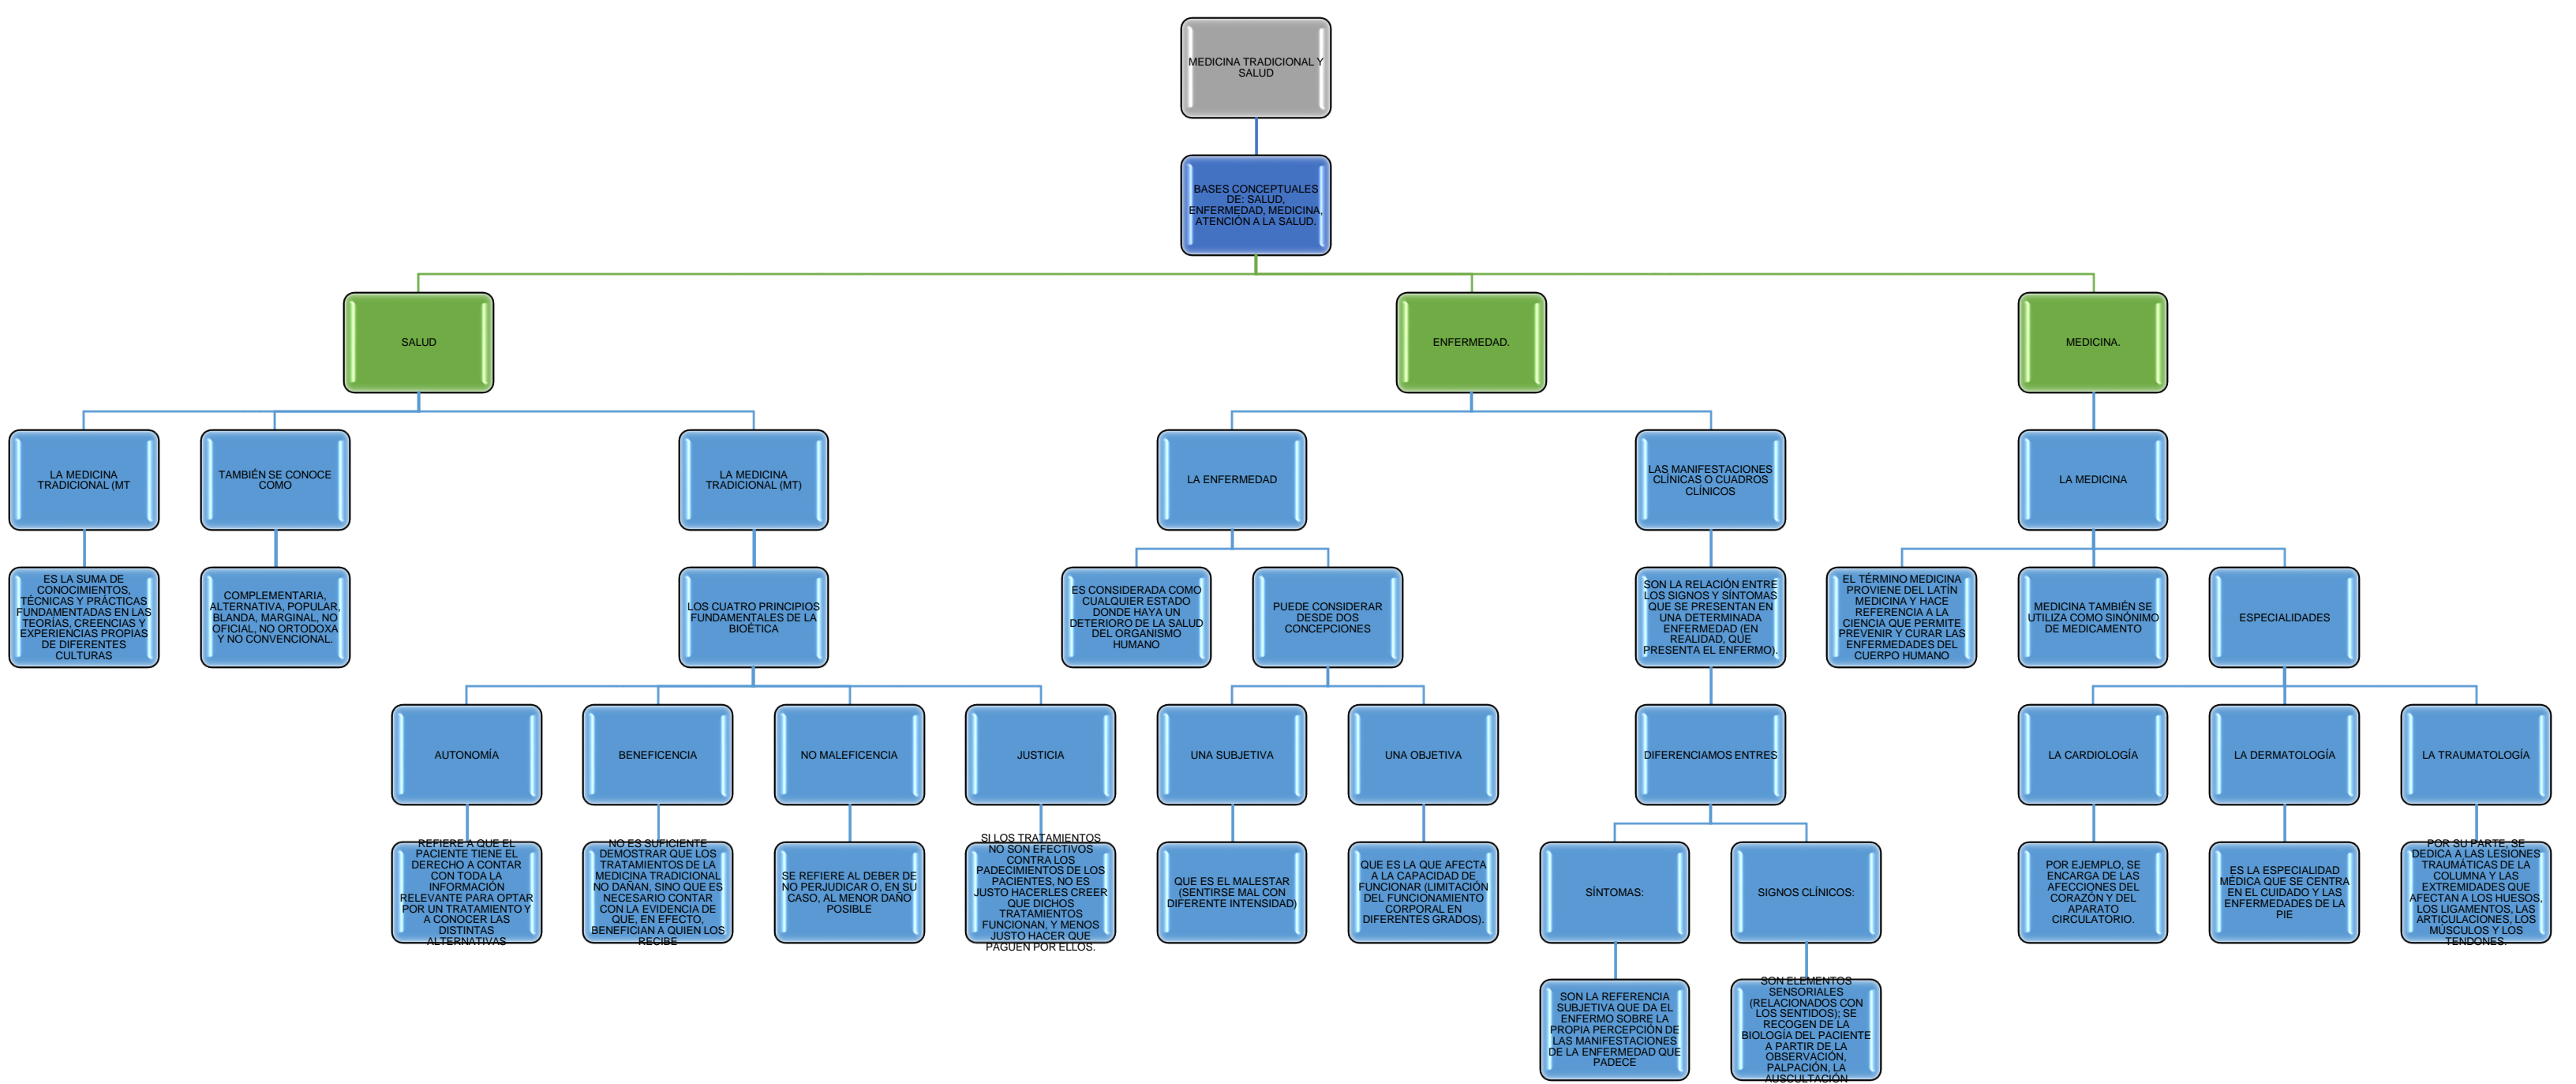 MEDICINA TRADICIONAL Y
SALUD
BASES CONCEPTUALES
DE: SALUD,
ENFERMEDAD, MEDICINA,
ATENCIÓN A LA SALUD.
SALUD
ENFERMEDAD.
MEDICINA.
LA MEDICINA
TRADICIONAL (MT
TAMBIÉN SE CONOCE
COMO
LA MEDICINA
TRADICIONAL (MT)
LA ENFERMEDAD
LAS MANIFESTACIONES
CLÍNICAS O CUADROS
CLÍNICOS
LA MEDICINA
ES LA SUMA DE
CONOCIMIENTOS,
TÉCNICAS Y PRÁCTICAS
FUNDAMENTADAS EN LAS
TEORÍAS, CREENCIAS Y
EXPERIENCIAS PROPIAS
DE DIFERENTES
CULTURAS
COMPLEMENTARIA,
ALTERNATIVA, POPULAR,
BLANDA, MARGINAL, NO
OFICIAL, NO ORTODOXA
Y NO CONVENCIONAL.
LOS CUATRO PRINCIPIOS
FUNDAMENTALES DE LA
BIOÉTICA
ES CONSIDERADA COMO
CUALQUIER ESTADO
DONDE HAYA UN
DETERIORO DE LA SALUD
DEL ORGANISMO
HUMANO
PUEDE CONSIDERAR
DESDE DOS
CONCEPCIONES
SON LA RELACIÓN ENTRE
LOS SIGNOS Y SÍNTOMAS
QUE SE PRESENTAN EN
UNA DETERMINADA
ENFERMEDAD (EN
REALIDAD, QUE
PRESENTA EL ENFERMO).
EL TÉRMINO MEDICINA
PROVIENE DEL LATÍN
MEDICINA Y HACE
REFERENCIA A LA
CIENCIA QUE PERMITE
PREVENIR Y CURAR LAS
ENFERMEDADES DEL
CUERPO HUMANO
MEDICINA TAMBIÉN SE
UTILIZA COMO SINÓNIMO
DE MEDICAMENTO
ESPECIALIDADES
AUTONOMÍA
BENEFICENCIA
NO MALEFICENCIA
JUSTICIA
UNA SUBJETIVA
UNA OBJETIVA
DIFERENCIAMOS ENTRES
LA CARDIOLOGÍA
LA DERMATOLOGÍA
LA TRAUMATOLOGÍA
REFIERE A QUE EL
PACIENTE TIENE EL
DERECHO A CONTAR
CON TODA LA
INFORMACIÓN
RELEVANTE PARA OPTAR
POR UN TRATAMIENTO Y
A CONOCER LAS
DISTINTAS
ALTERNATIVAS
NO ES SUFICIENTE
DEMOSTRAR QUE LOS
TRATAMIENTOS DE LA
MEDICINA TRADICIONAL
NO DAÑAN, SINO QUE ES
NECESARIO CONTAR
CON LA EVIDENCIA DE
QUE, EN EFECTO,
BENEFICIAN A QUIEN LOS
RECIBE
SE REFIERE AL DEBER DE
NO PERJUDICAR O, EN SU
CASO, AL MENOR DAÑO
POSIBLE
SI LOS TRATAMIENTOS
NO SON EFECTIVOS
CONTRA LOS
PADECIMIENTOS DE LOS
PACIENTES, NO ES
JUSTO HACERLES CREER
QUE DICHOS
TRATAMIENTOS
FUNCIONAN, Y MENOS
JUSTO HACER QUE
PAGUEN POR ELLOS.
QUE ES EL MALESTAR
(SENTIRSE MAL CON
DIFERENTE INTENSIDAD)
QUE ES LA QUE AFECTA
A LA CAPACIDAD DE
FUNCIONAR (LIMITACIÓN
DEL FUNCIONAMIENTO
CORPORAL EN
DIFERENTES GRADOS).
SÍNTOMAS:
SIGNOS CLÍNICOS:
POR EJEMPLO, SE
ENCARGA DE LAS
AFECCIONES DEL
CORAZÓN Y DEL
APARATO
CIRCULATORIO.
ES LA ESPECIALIDAD
MÉDICA QUE SE CENTRA
EN EL CUIDADO Y LAS
ENFERMEDADES DE LA
PIE
POR SU PARTE, SE
DEDICA A LAS LESIONES
TRAUMÁTICAS DE LA
COLUMNA Y LAS
EXTREMIDADES QUE
AFECTAN A LOS HUESOS,
LOS LIGAMENTOS, LAS
ARTICULACIONES, LOS
MÚSCULOS Y LOS
TENDONES.
SON LA REFERENCIA
SUBJETIVA QUE DA EL
ENFERMO SOBRE LA
PROPIA PERCEPCIÓN DE
LAS MANIFESTACIONES
DE LA ENFERMEDAD QUE
PADECE
SON ELEMENTOS
SENSORIALES
(RELACIONADOS CON
LOS SENTIDOS); SE
RECOGEN DE LA
BIOLOGÍA DEL PACIENTE
A PARTIR DE LA
OBSERVACIÓN,
PALPACIÓN, LA
AUSCULTACIÓN